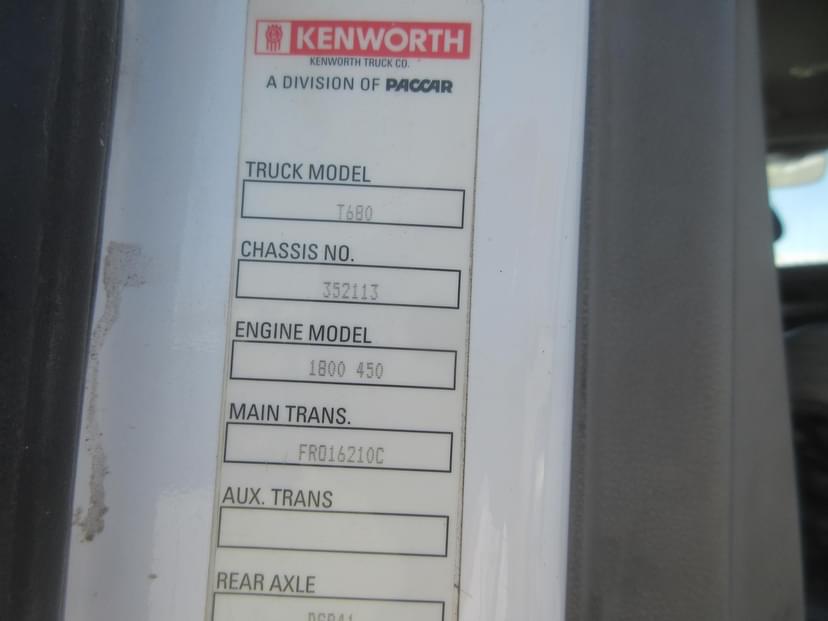 KENWORTH
KENWORTH TRUCK CO.
A DIVISION OF PACCAR
TRUCK MODEL
T680
CHASSIS NO.
352113
ENGINE MODEL
1800 450
MAIN TRANS.
FRO16210C
AUX. TRANS
REAR AXLE